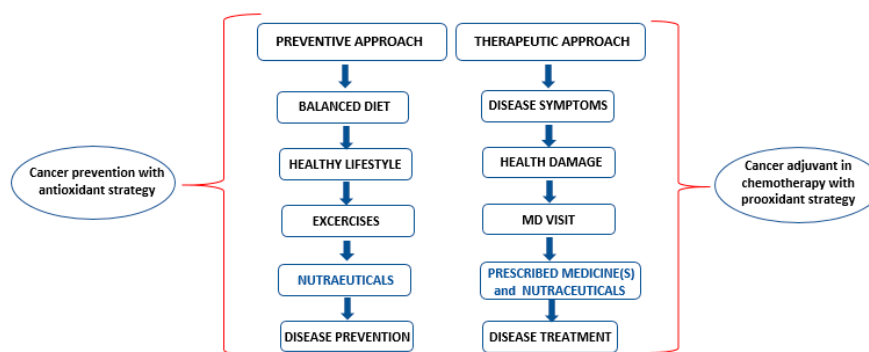 PREVENTIVE APPROACH
THERAPEUTIC APPROACH
BALANCED DIET
DISEASE SYMPTOMS
Cancer prevention with
antioxidant strategy
HEALTHY LIFESTYLE
HEALTH DAMAGE
Cancer adjuvant in
chemotherapy with
prooxidant strategy
EXCERCISES
MD VISIT
NUTRAEUTICALS
PRESCRIBED MEDICINE(S)
and NUTRACEUTICALS
DISEASE PREVENTION
DISEASE TREATMENT